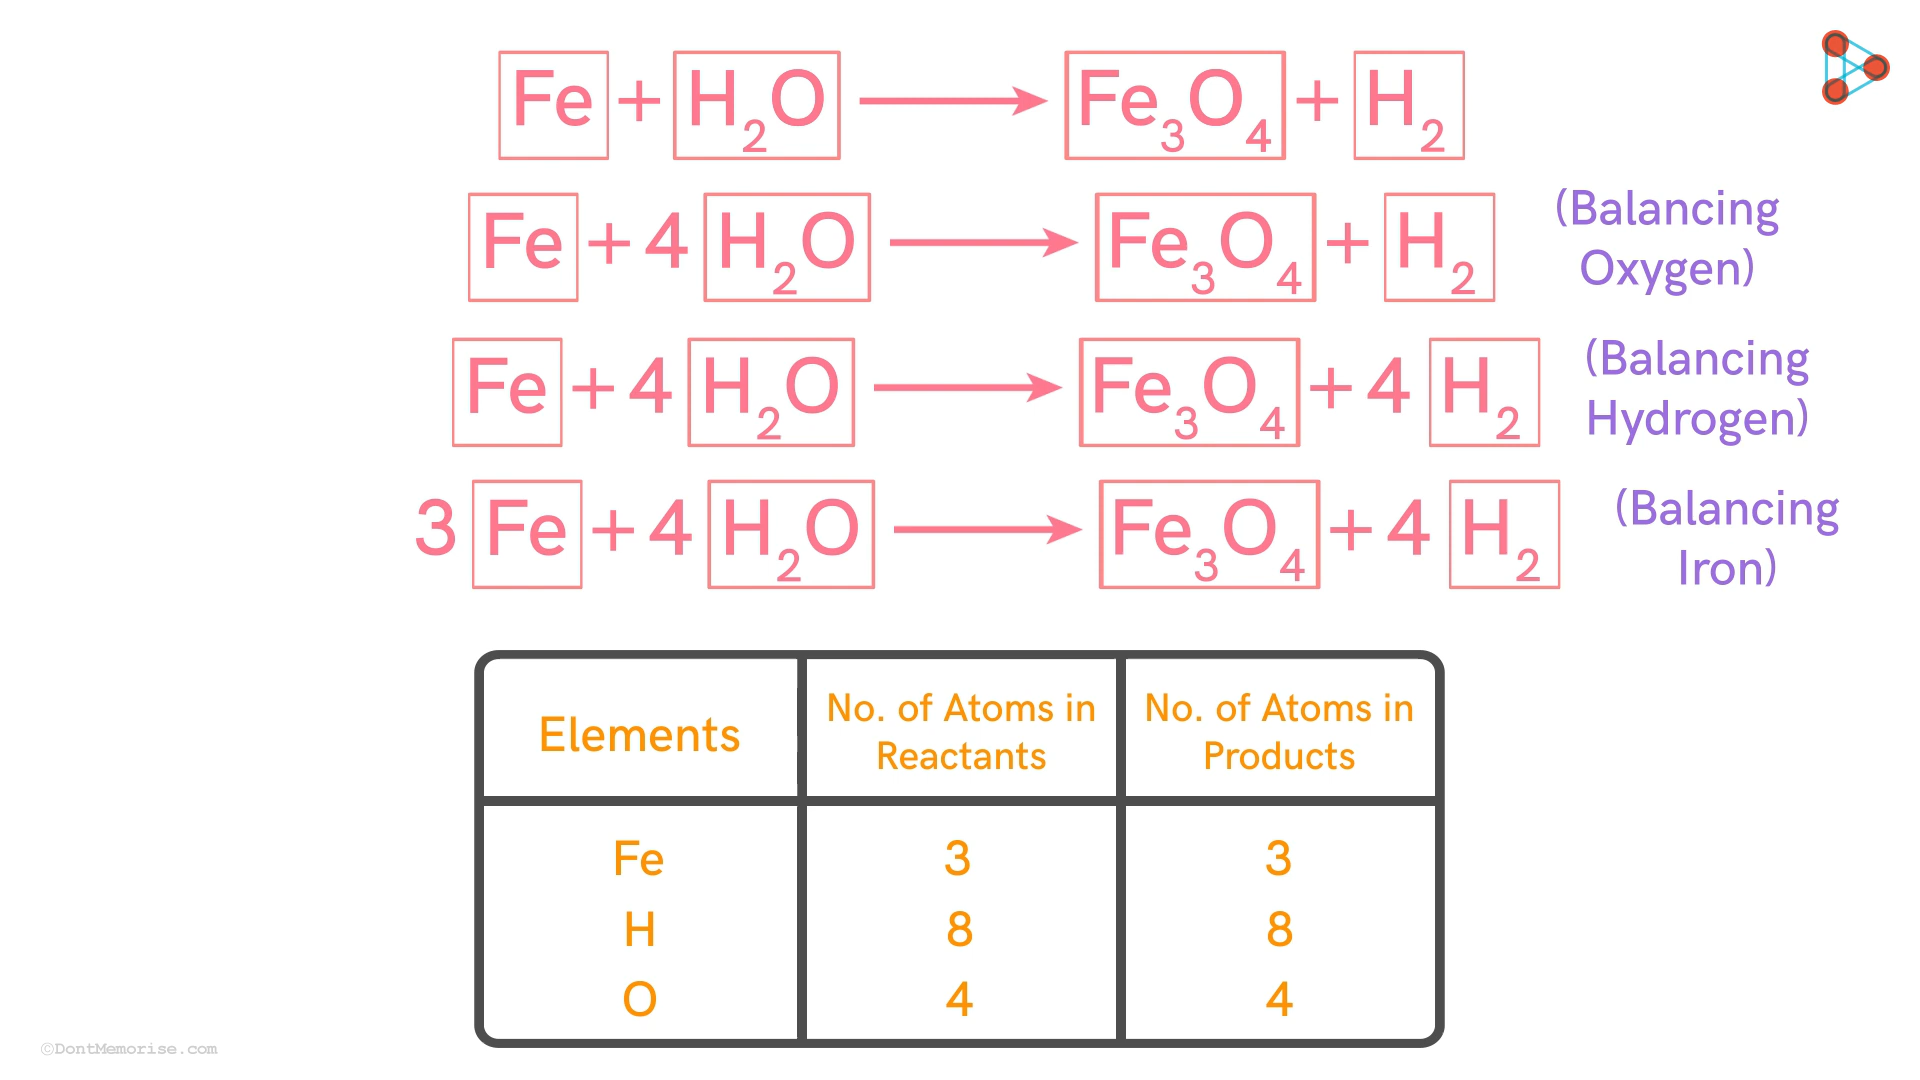 Fe + H₂O ⟶ Fe₃O₄ + H₂
Fe + 4 H₂O ⟶ Fe₃O₄ + H₂ (Balancing Oxygen)
Fe + 4 H₂O ⟶ Fe₃O₄ + 4 H₂ (Balancing Hydrogen)
3 Fe + 4 H₂O ⟶ Fe₃O₄ + 4 H₂ (Balancing Iron)
Elements No. of Atoms in Reactants No. of Atoms in Products
Fe 3 3
H 8 8
O 4 4
©DontMemorise.com